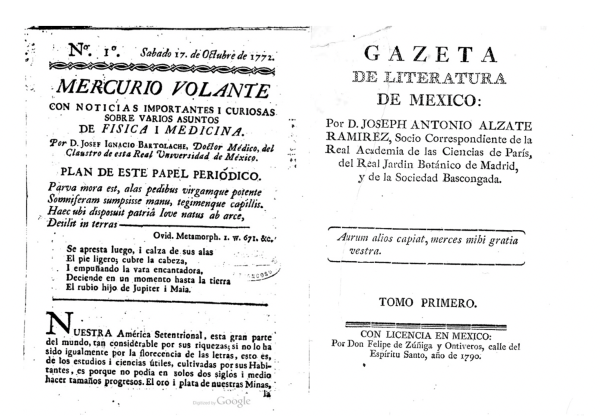 Nº. 1º. Sabado 17. de Octubre de 1772.
MERCURIO VOLANTE
CON NOTICIAS IMPORTANTES I CURIOSAS
SOBRE VARIOS ASUNTOS
DE FISICA I MEDICINA.
Por D. JOSEF IGNACIO BARTOLACHE, Doctor Médico, del
Claustro de esta Real Unversidad de México.
PLAN DE ESTE PAPEL PERIÓDICO.
Parva mora est, alas pedibus virgamque potente
Somniferam sumpsisse manu, tegimenque capillis.
Haec ubi disposuit patriâ Iove natus ab arce,
Desilit in terras
Ovid. Metamorph. 1. w. 671. &c.
Se apresta luego, i calza de sus alas
El pie ligero; cubre la cabeza,
I empuñando la vara encantadora,
Deciende en un momento hasta la tierra
El rubio hijo de Jupiter i Maia.
NUESTRA América Setentrional, esta gran parte
del mundo, tan considerable por sus riquezas; si no lo ha
sido igualmente por la florecencia de las letras, esto es,
de los estudios i ciencias útiles, cultivadas por sus Habi-
tantes, es porque no podia en solos dos siglos i medio
hacer tamaños progresos. El oro i plata de nuestras Minas,
la
Digitized by Google
GAZETA
DE LITERATURA
DE MEXICO:
Por D. JOSEPH ANTONIO ALZATE
RAMIREZ, Socio Correspondiente de la
Real Academia de las Ciencias de París,
del Real Jardin Botánico de Madrid,
y de la Sociedad Bascongada.
Aurum alios capiat, merces mihi gratia
vestra.
TOMO PRIMERO.
CON LICENCIA EN MEXICO:
Por Don Felipe de Zúñiga y Ontiveros, calle del
Espíritu Santo, año de 1790.